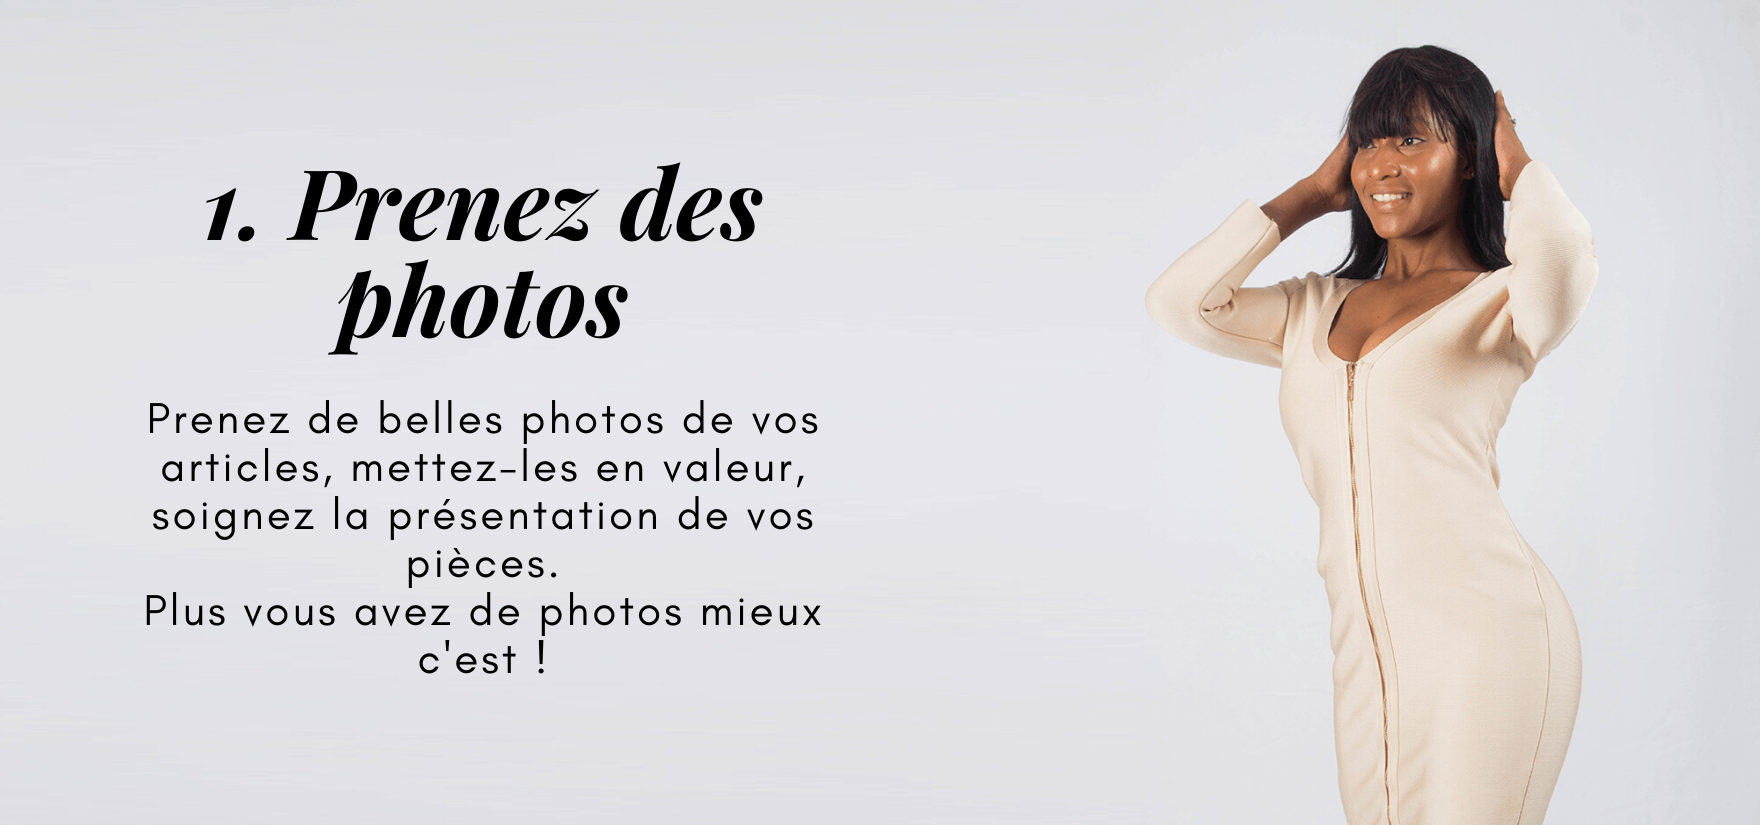 1. Prenez des
photos
Prenez de belles photos de vos
articles, mettez-les en valeur,
soignez la présentation de vos
pièces.
Plus vous avez de photos mieux
c'est !